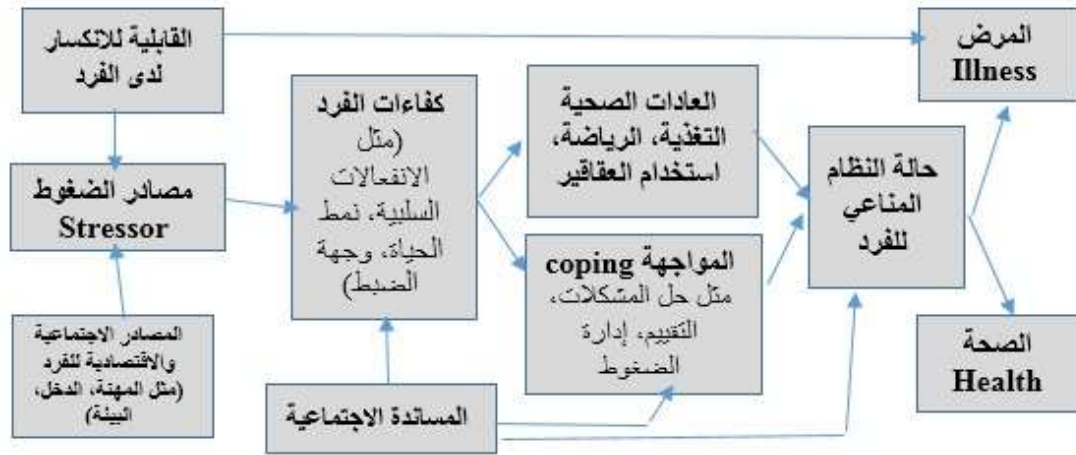 القابلية للانكسار
لدى الفرد
مصادر الضغوط
Stressor
المصادر الاجتماعية
والاقتصادية للفرد
(مثل المهنة، الدخل،
البيئة)
كفاءات الفرد
(مثل
الانفعالات
السلبية، نمط
الحياة، وجهة
الضبط)
العادات الصحية
التغذية، الرياضة،
استخدام العقاقير
المواجهة coping
مثل حل المشكلات،
التقييم، إدارة
الضغوط
المساندة الاجتماعية
حالة النظام
المناعي
للفرد
المرض
Illness
الصحة
Health